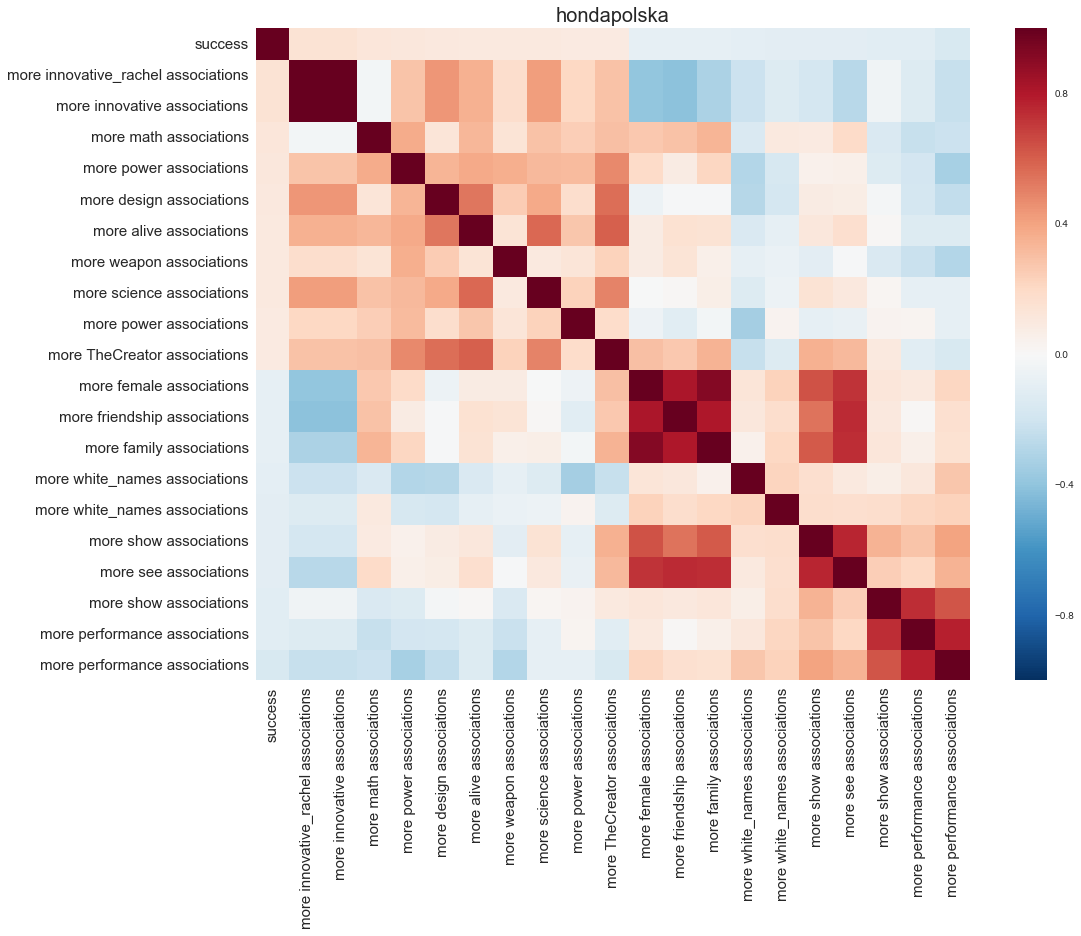 hondapolska
success
more innovative_rachel associations
more innovative associations
more math associations
more power associations
more design associations
more alive associations
more weapon associations
more science associations
more power associations
more TheCreator associations
more female associations
more friendship associations
more family associations
more white_names associations
more white_names associations
more show associations
more see associations
more show associations
more performance associations
more performance associations
0.8
0.4
0.0
−0.4
−0.8
success
more innovative_rachel associations
more innovative associations
more math associations
more power associations
more design associations
more alive associations
more weapon associations
more science associations
more power associations
more TheCreator associations
more female associations
more friendship associations
more family associations
more white_names associations
more white_names associations
more show associations
more see associations
more show associations
more performance associations
more performance associations